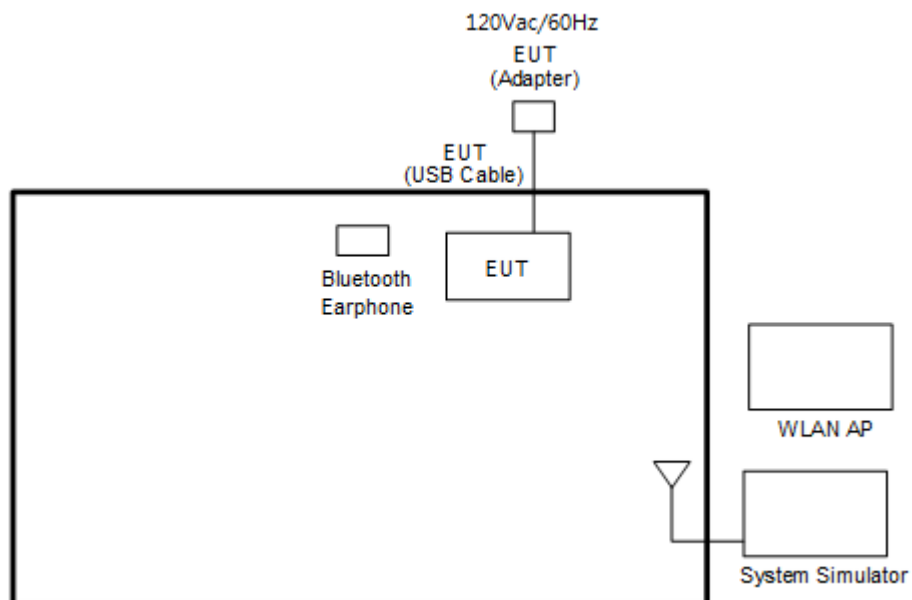 120Vac/60Hz
EUT
(Adapter)
EUT
(USB Cable)
EUT
Bluetooth
Earphone
WLAN AP
System Simulator